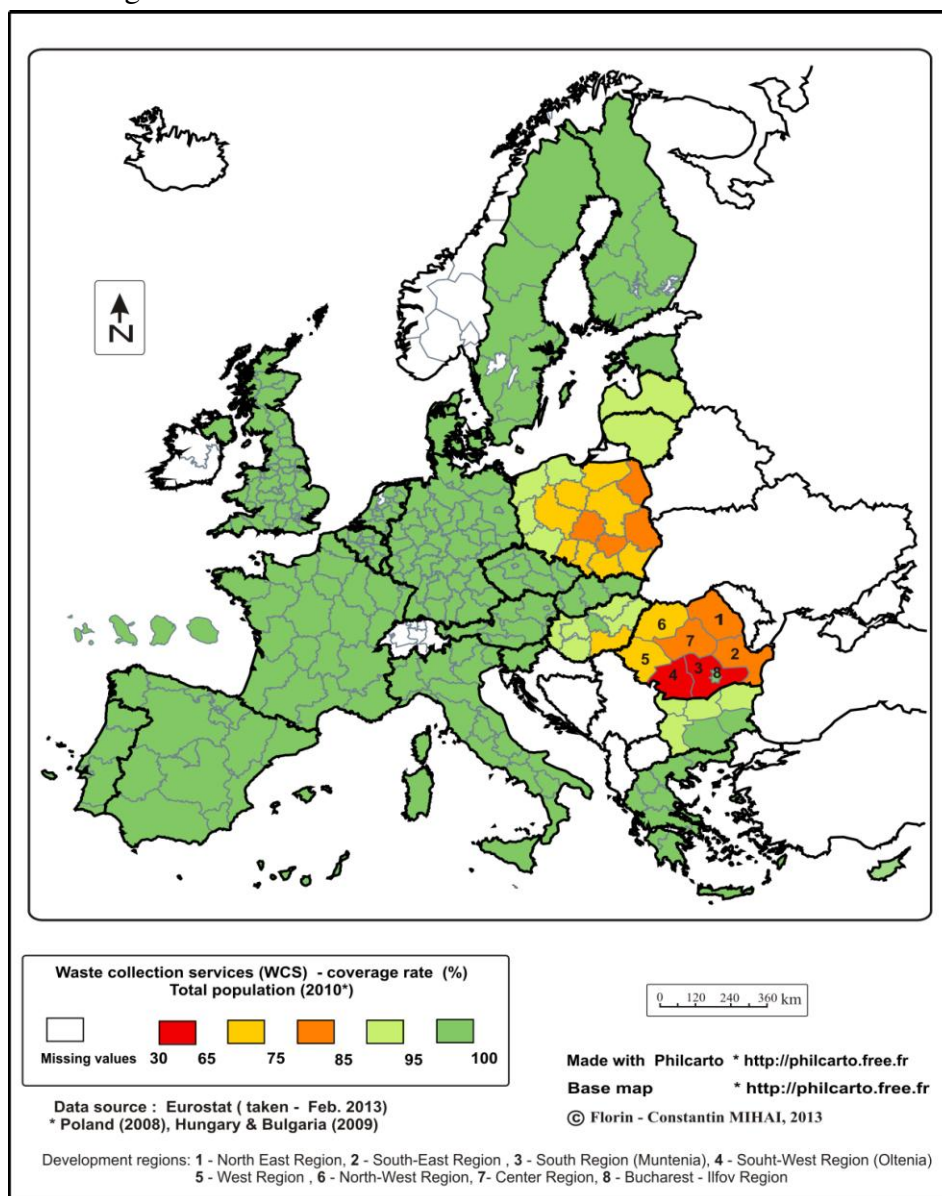 N
1
6
7
2
5
3
4
8
Waste collection services (WCS) - coverage rate (%)
Total population (2010*)
Missing values 30 65 75 85 95 100
0 120 240 360 km
Made with Philcarto * http://philcarto.free.fr
Base map * http://philcarto.free.fr
© Florin - Constantin MIHAI, 2013
Data source : Eurostat ( taken - Feb. 2013)
* Poland (2008), Hungary & Bulgaria (2009)
Development regions: 1 - North East Region, 2 - South-East Region , 3 - South Region (Muntenia), 4 - Souht-West Region (Oltenia)
5 - West Region , 6 - North-West Region, 7- Center Region, 8 - Bucharest - Ilfov Region